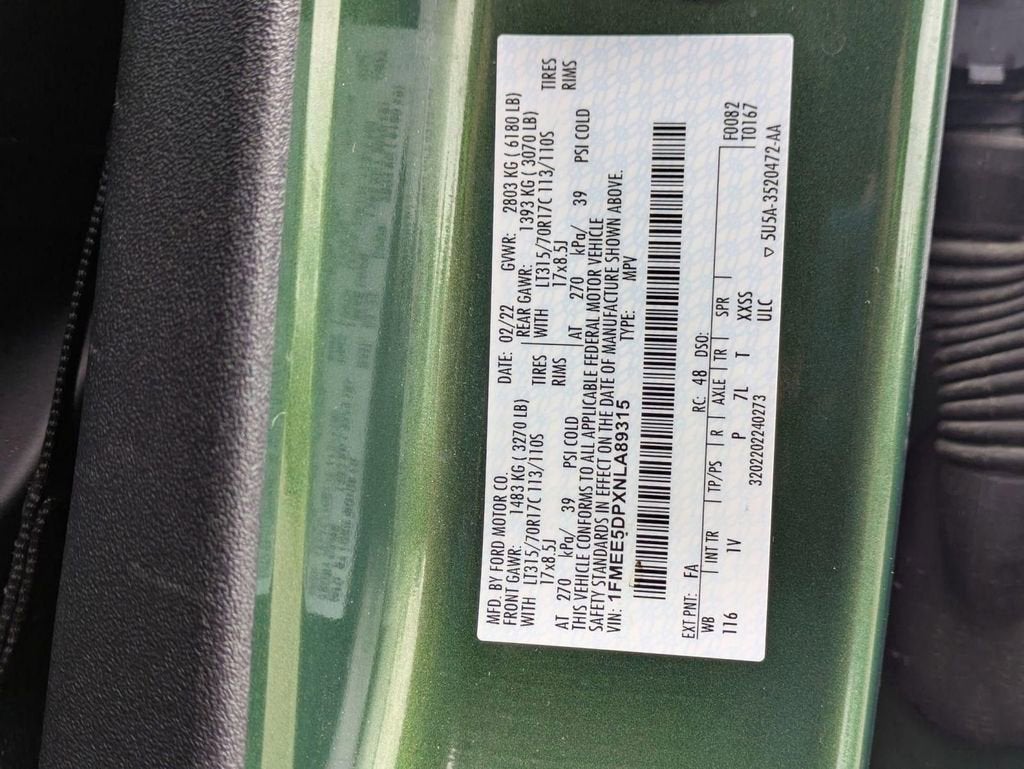 MFD. BY FORD MOTOR CO. DATE: 02/22 GVWR: 2803 KG ( 6180 LB)
FRONT GAWR: 1483 KG ( 3270 LB) REAR GAWR: 1393 KG ( 3070 LB)
WITH LT315/70R17C 113/110S TIRES WITH LT315/70R17C 113/110S TIRES
17x8.5J RIMS 17x8.5J RIMS
AT 270 kPa/ 39 PSI COLD AT 270 kPa/ 39 PSI COLD
THIS VEHICLE CONFORMS TO ALL APPLICABLE FEDERAL MOTOR VEHICLE
SAFETY STANDARDS IN EFFECT ON THE DATE OF MANUFACTURE SHOWN ABOVE.
VIN: 1FMEE5DPXNLA89315 TYPE: MPV
EXT PNT: FA RC: 48 DSO: F0082
WB INT TR TP/PS R AXLE TR SPR T0167
116 1V P 7L T XXSS
3202202240273 ULC ▽ 5U5A-3520472-AA